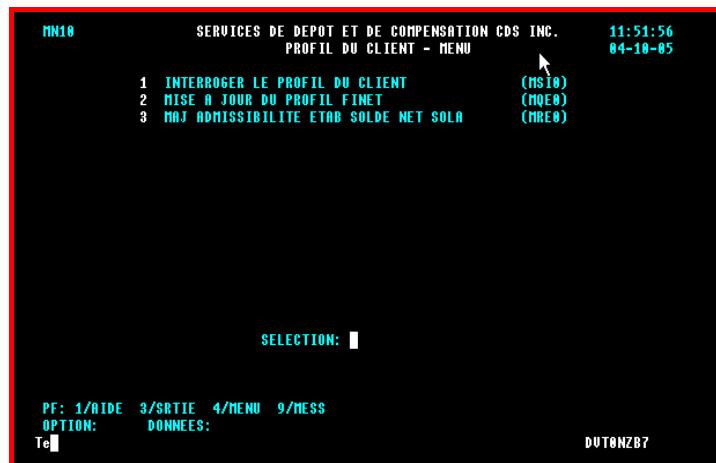 MN10 SERVICES DE DEPOT ET DE COMPENSATION CDS INC. 11:51:56
PROFIL DU CLIENT - MENU 04-10-05
1 INTERROGER LE PROFIL DU CLIENT (MSI0)
2 MISE A JOUR DU PROFIL FINET (MQE0)
3 MAJ ADMISSIBILITE ETAB SOLDE NET SOLA (MRE0)
SELECTION:
PF: 1/AIDE 3/SRTIE 4/MENU 9/MESS
OPTION: DONNEES:
Te DVT0NZB7